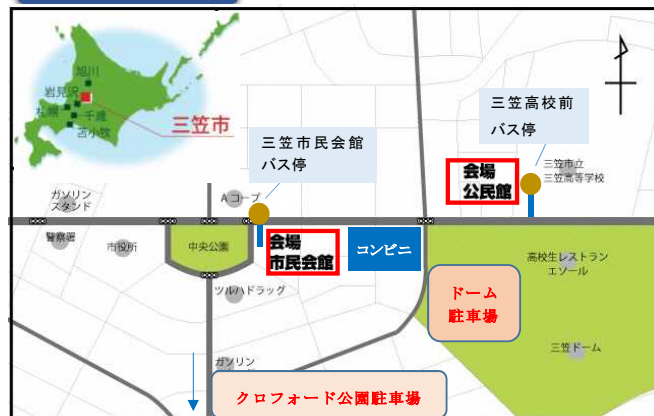 旭川
岩見沢
札幌
千歳
苫小牧
三笠市
三笠市民会館
バス停
三笠高校前
バス停
会場
公民館
三笠市立
三笠高等学校
ガソリン
スタンド
Aコープ
警察署
市役所
中央公園
会場
市民会館
コンビニ
高校生レストラン
エソール
ツルハドラッグ
ドーム
駐車場
三笠ドーム
ガソリン
クロフォード公園駐車場